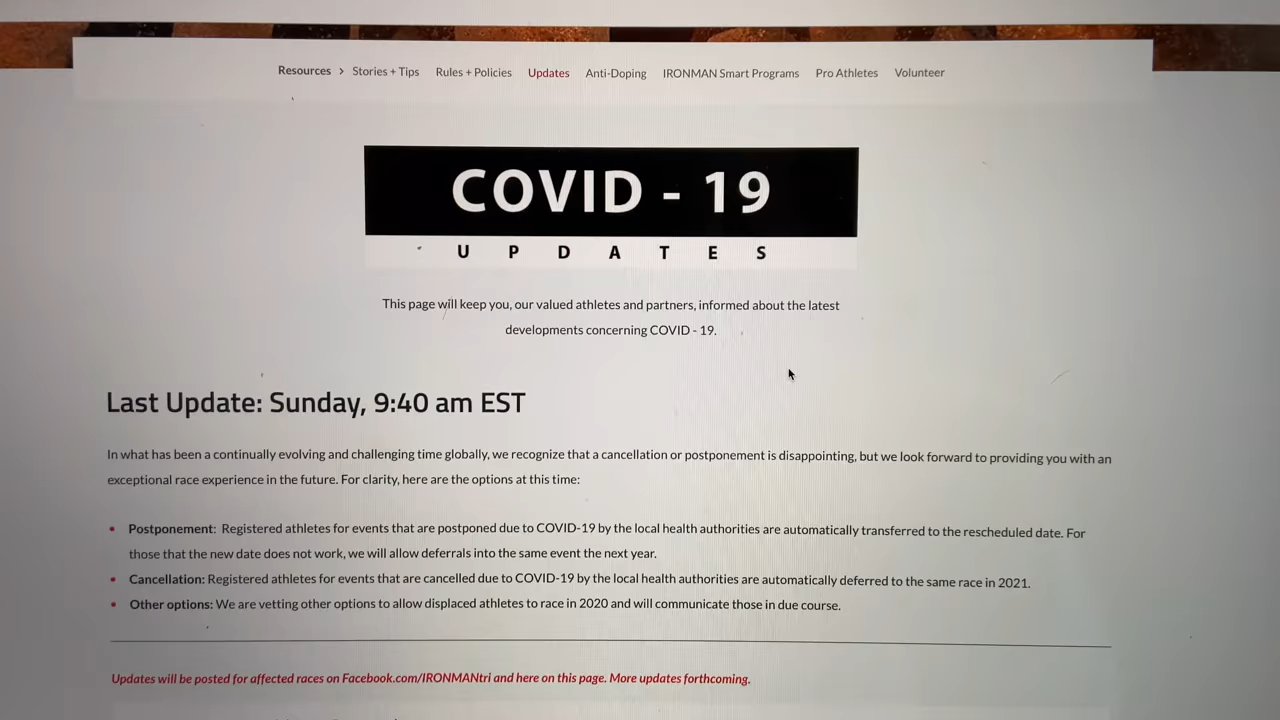 Resources > Stories + Tips Rules + Policies Updates Anti-Doping IRONMAN Smart Programs Pro Athletes Volunteer
COVID - 19
UPDATES
This page will keep you, our valued athletes and partners, informed about the latest
developments concerning COVID - 19.
Last Update: Sunday, 9:40 am EST
In what has been a continually evolving and challenging time globally, we recognize that a cancellation or postponement is disappointing, but we look forward to providing you with an
exceptional race experience in the future. For clarity, here are the options at this time:
• Postponement: Registered athletes for events that are postponed due to COVID-19 by the local health authorities are automatically transferred to the rescheduled date. For
those that the new date does not work, we will allow deferrals into the same event the next year.
• Cancellation: Registered athletes for events that are cancelled due to COVID-19 by the local health authorities are automatically deferred to the same race in 2021.
• Other options: We are vetting other options to allow displaced athletes to race in 2020 and will communicate those in due course.
Updates will be posted for affected races on Facebook.com/IRONMANtri and here on this page. More updates forthcoming.